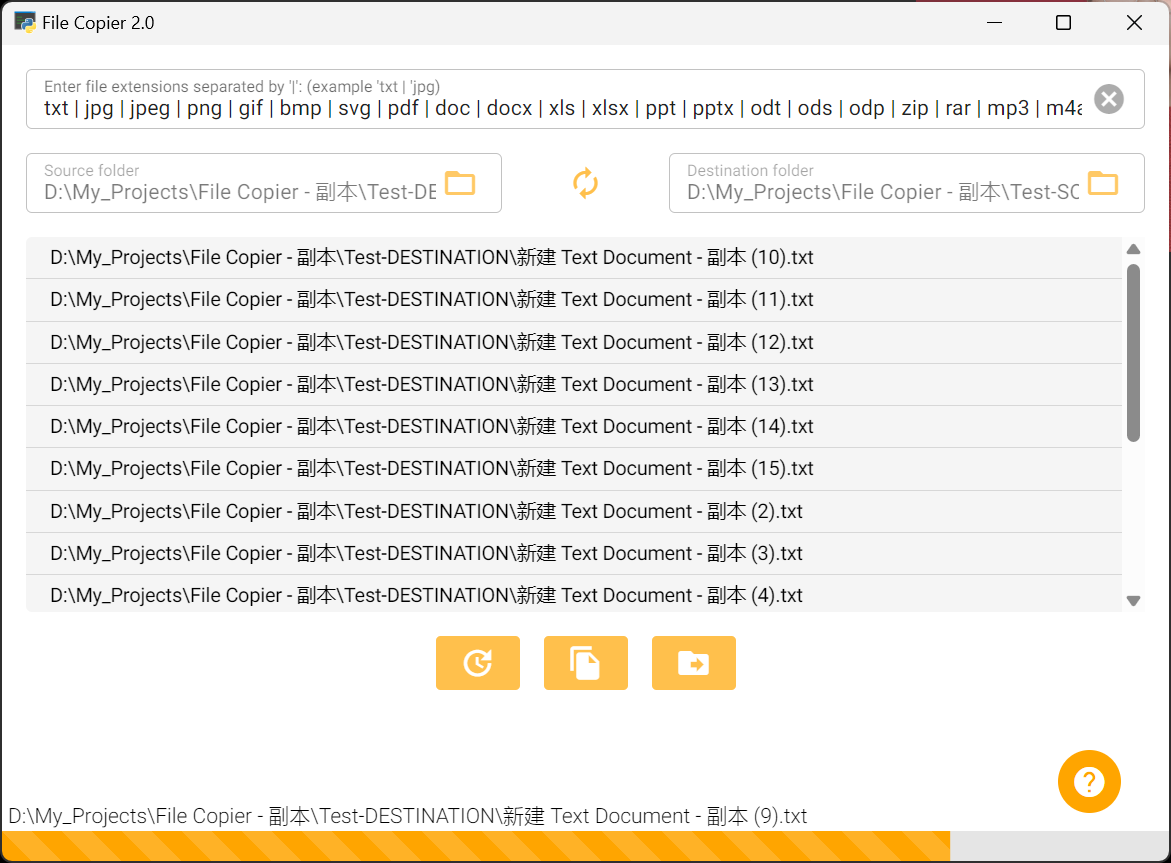 File Copier 2.0
Enter file extensions separated by '|': (example 'txt | 'jpg)
txt | jpg | jpeg | png | gif | bmp | svg | pdf | doc | docx | xls | xlsx | ppt | pptx | odt | ods | odp | zip | rar | mp3 | m4a
Source folder
D:\My_Projects\File Copier - 副本\Test-DE
Destination folder
D:\My_Projects\File Copier - 副本\Test-SO
D:\My_Projects\File Copier - 副本\Test-DESTINATION\新建 Text Document - 副本 (10).txt
D:\My_Projects\File Copier - 副本\Test-DESTINATION\新建 Text Document - 副本 (11).txt
D:\My_Projects\File Copier - 副本\Test-DESTINATION\新建 Text Document - 副本 (12).txt
D:\My_Projects\File Copier - 副本\Test-DESTINATION\新建 Text Document - 副本 (13).txt
D:\My_Projects\File Copier - 副本\Test-DESTINATION\新建 Text Document - 副本 (14).txt
D:\My_Projects\File Copier - 副本\Test-DESTINATION\新建 Text Document - 副本 (15).txt
D:\My_Projects\File Copier - 副本\Test-DESTINATION\新建 Text Document - 副本 (2).txt
D:\My_Projects\File Copier - 副本\Test-DESTINATION\新建 Text Document - 副本 (3).txt
D:\My_Projects\File Copier - 副本\Test-DESTINATION\新建 Text Document - 副本 (4).txt
D:\My_Projects\File Copier - 副本\Test-DESTINATION\新建 Text Document - 副本 (9).txt